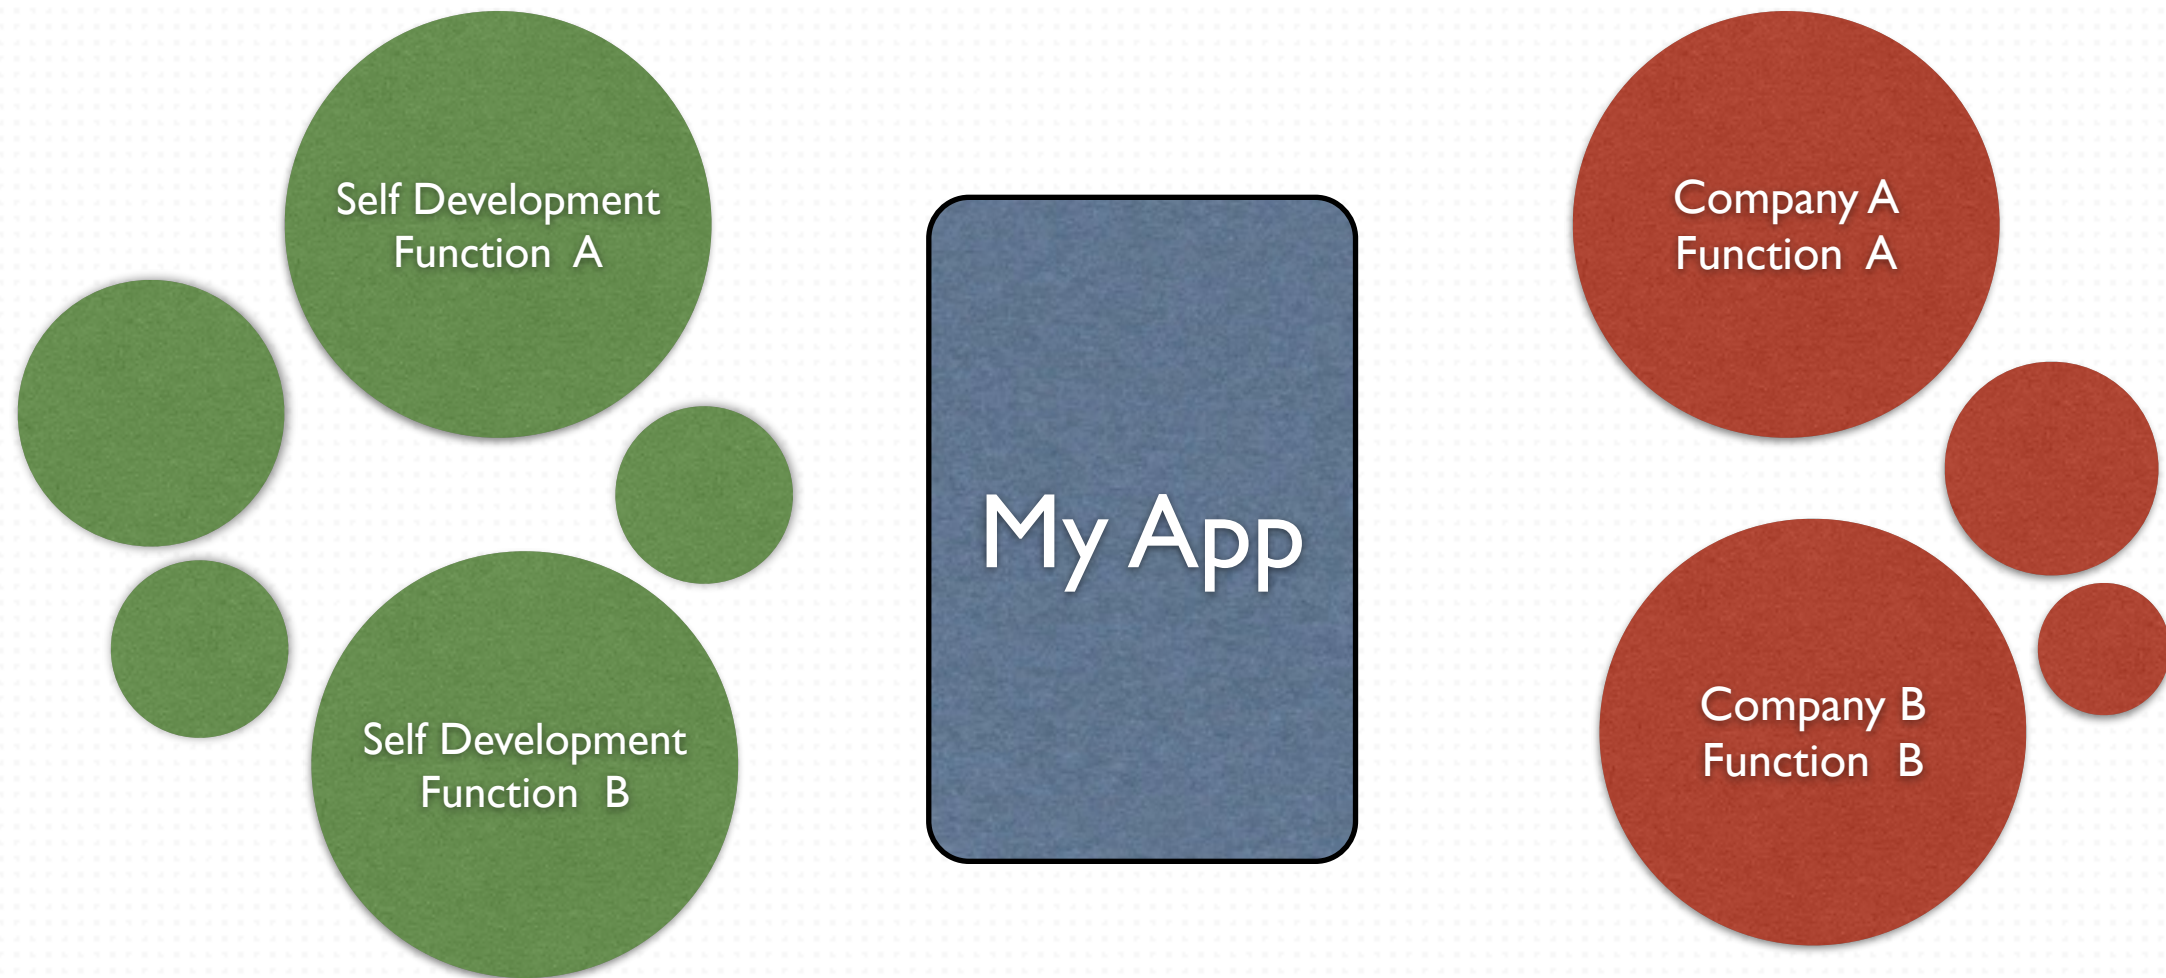 Self Development
Function A
Self Development
Function B
My App
Company A
Function A
Company B
Function B